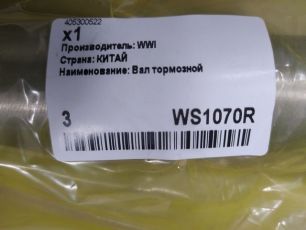 405300522
x1
Производитель: WWI
Страна: КИТАЙ
Наименование: Вал тормозной
3 WS1070R